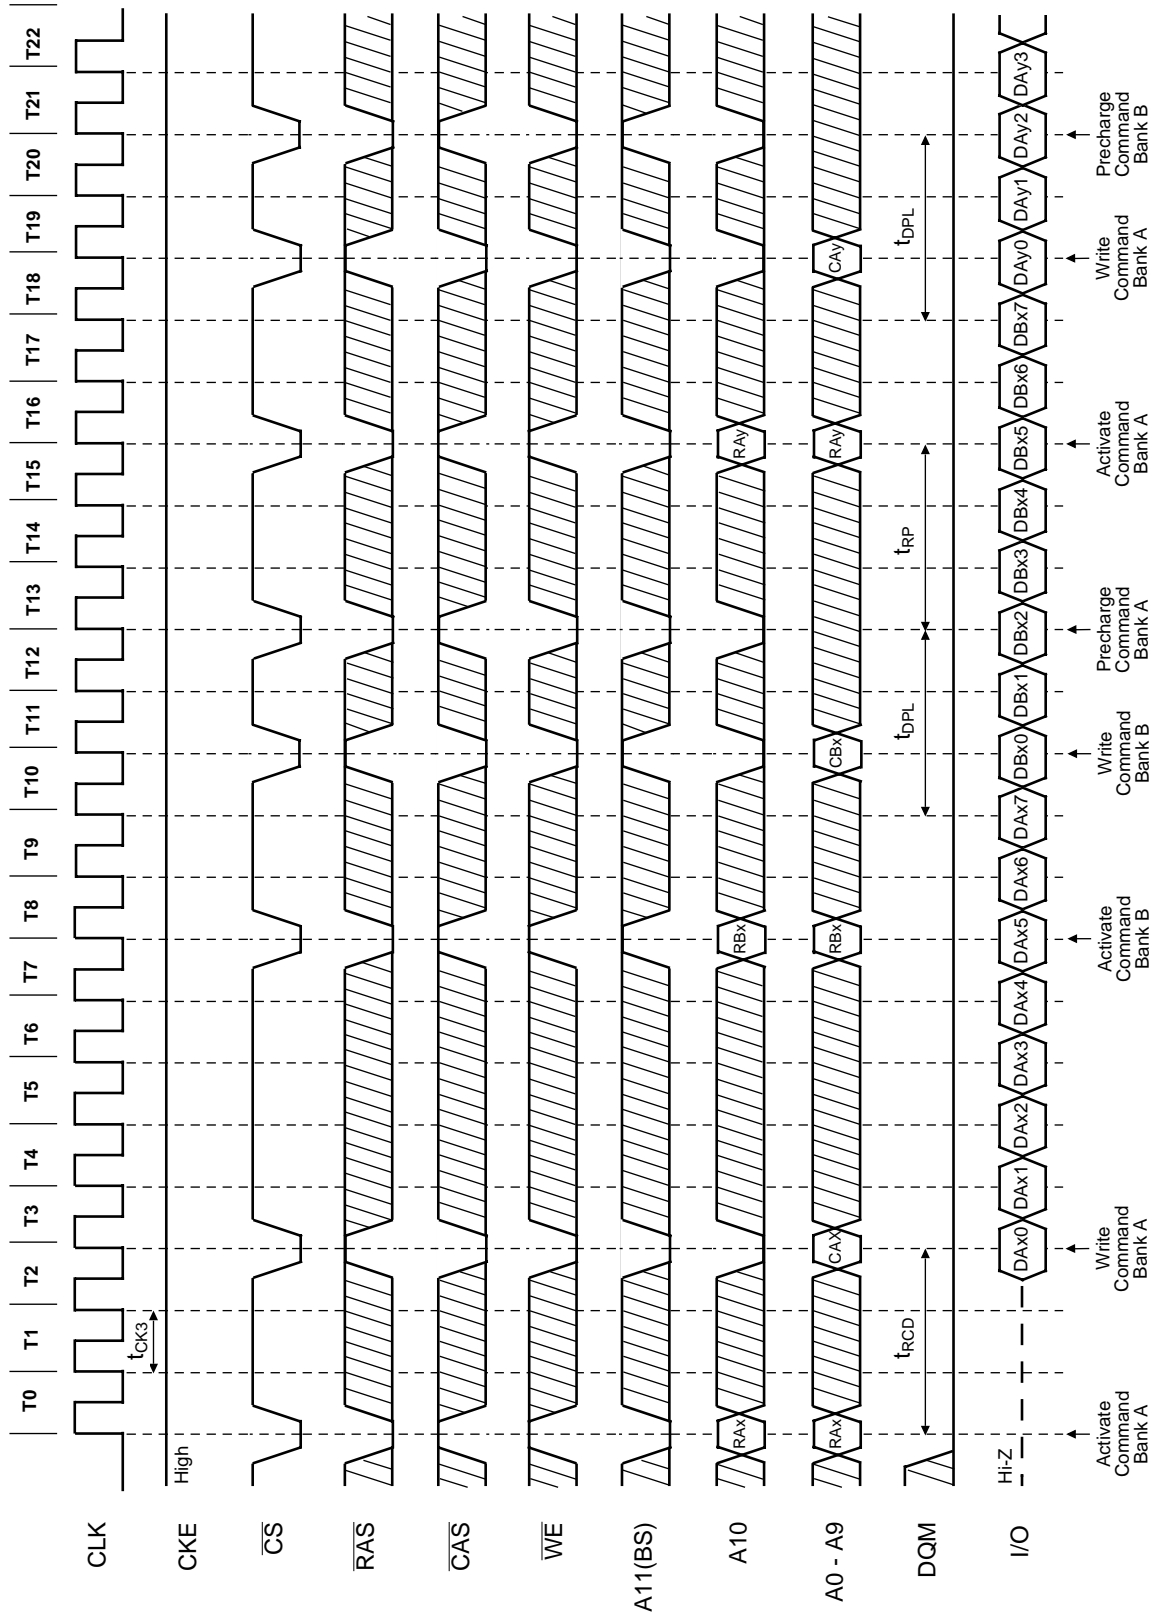 T0 T1 T2 T3 T4 T5 T6 T7 T8 T9 T10 T11 T12 T13 T14 T15 T16 T17 T18 T19 T20 T21 T22
CLK
tCK3
CKE
High
CS
RAS
CAS
WE
A11(BS)
A10
RAx RBx RAy
A0 - A9
RAx CAX RBx CBx RAy CAy
DQM
tRCD tDPL tRP tDPL
I/O
Hi-Z
DAx0 DAx1 DAx2 DAx3 DAx4 DAx5 DAx6 DAx7 DBx0 DBx1 DBx2 DBx3 DBx4 DBx5 DBx6 DBx7 DAy0 DAy1 DAy2 DAy3
Activate
Command
Bank A
Write
Command
Bank A
Activate
Command
Bank B
Write
Command
Bank B
Precharge
Command
Bank A
Activate
Command
Bank A
Write
Command
Bank A
Precharge
Command
Bank B